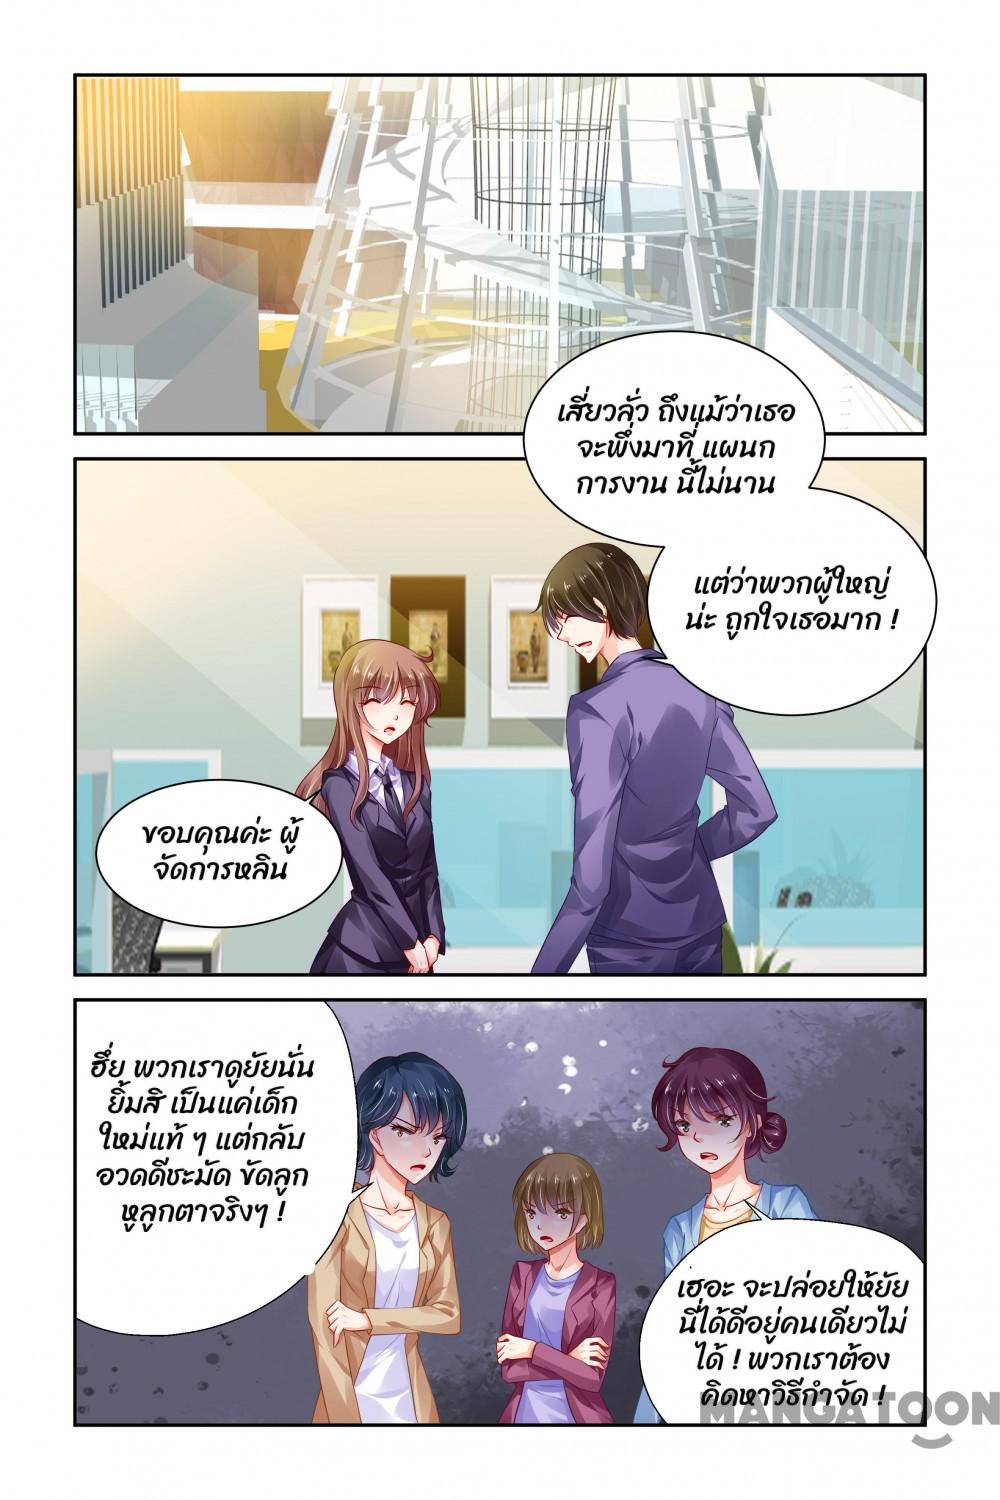 เสี่ยวลั่ว ถึงแม้ว่าเธอ
จะพึ่งมาที่ แผนก
การงาน นี้ไม่นาน
แต่ว่าพวกผู้ใหญ่
น่ะ ถูกใจเธอมาก !
ขอบคุณค่ะ ผู้
จัดการหลิน
ฮึ่ย พวกเราดูยัยนั่น
ยิ้มสิ เป็นแค่เด็ก
ใหม่แท้ ๆ แต่กลับ
อวดดีชะมัด ขัดลูก
หูลูกตาจริงๆ !
เฮอะ จะปล่อยให้ยัย
นี่ได้ดีอยู่คนเดียวไม่
ได้ ! พวกเราต้อง
คิดหาวิธีกำจัด !
MANGATOON